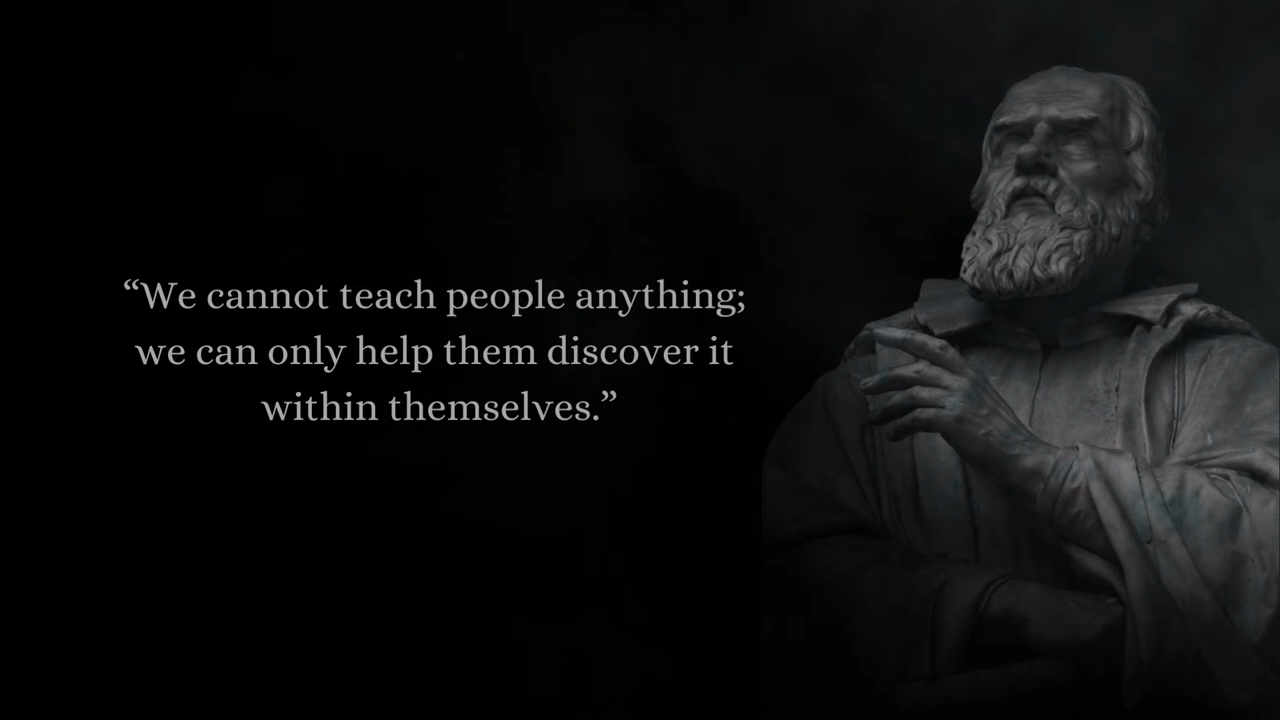 “We cannot teach people anything;
we can only help them discover it
within themselves.”